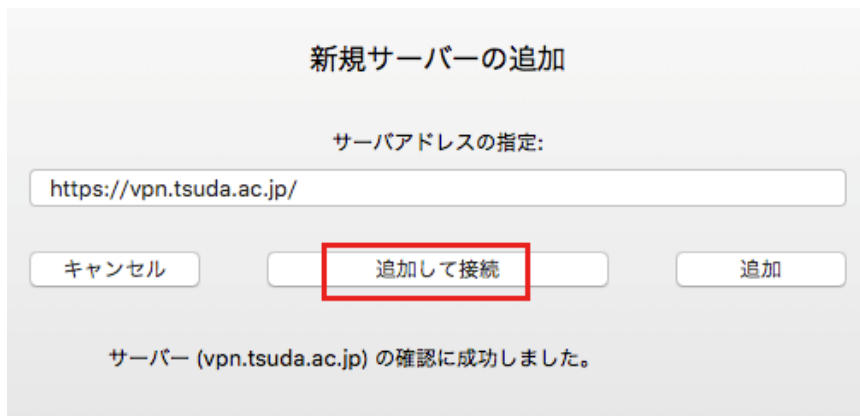 新規サーバーの追加
サーバアドレスの指定:
https://vpn.tsuda.ac.jp/
キャンセル 追加して接続 追加
サーバー (vpn.tsuda.ac.jp) の確認に成功しました。